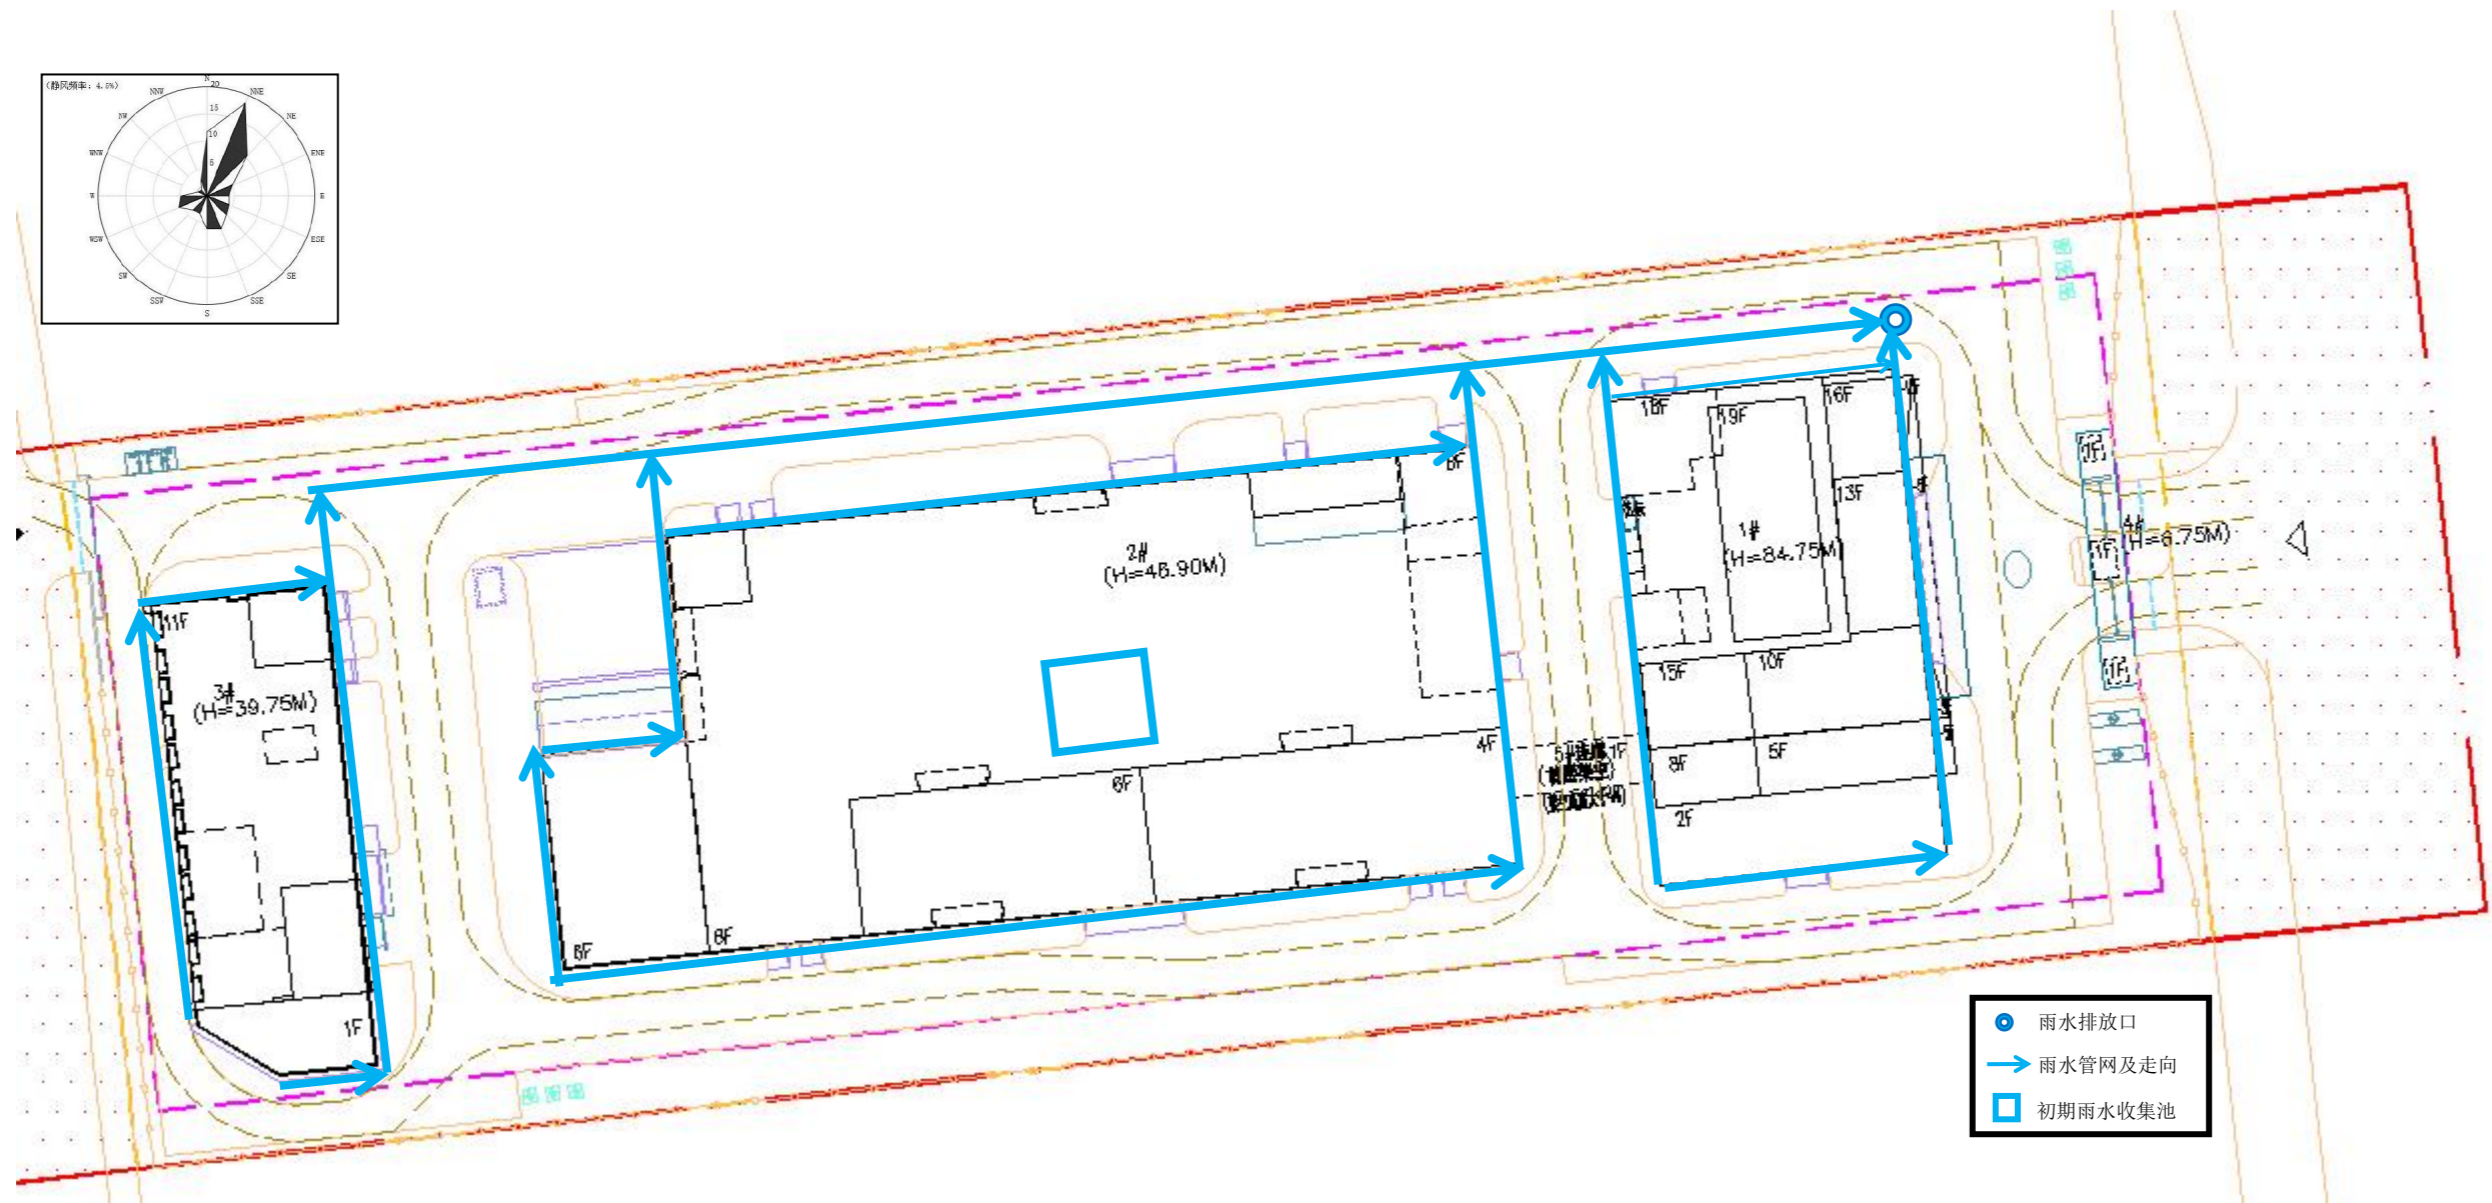 (静风频率: 4.5%)
N
20
NNW
NNE
15
NW
NE
10
WNW
ENE
5
W
E
WSW
ESE
SW
SE
SSW
SSE
S
11F
3#
(H=39.75M)
1F
6F
2#
(H=46.90M)
6F
4F
6F
6F
18F
19F
16F
13F
1#
(H=84.75M)
15F
10F
8F
5F
2F
1F
4#
(H=6.75M)
1F
1F
1F
雨水排放口
雨水管网及走向
初期雨水收集池